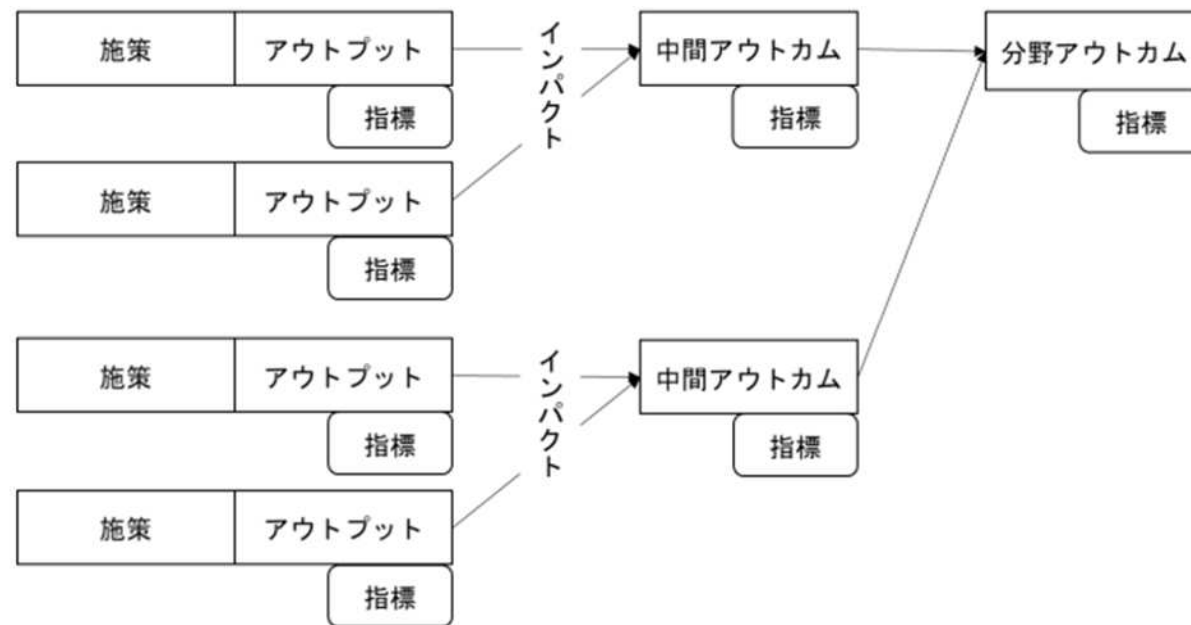 施策
アウトプット
指標
インパクト
中間アウトカム
指標
分野アウトカム
指標
施策
アウトプット
指標
施策
アウトプット
指標
インパクト
中間アウトカム
指標
施策
アウトプット
指標